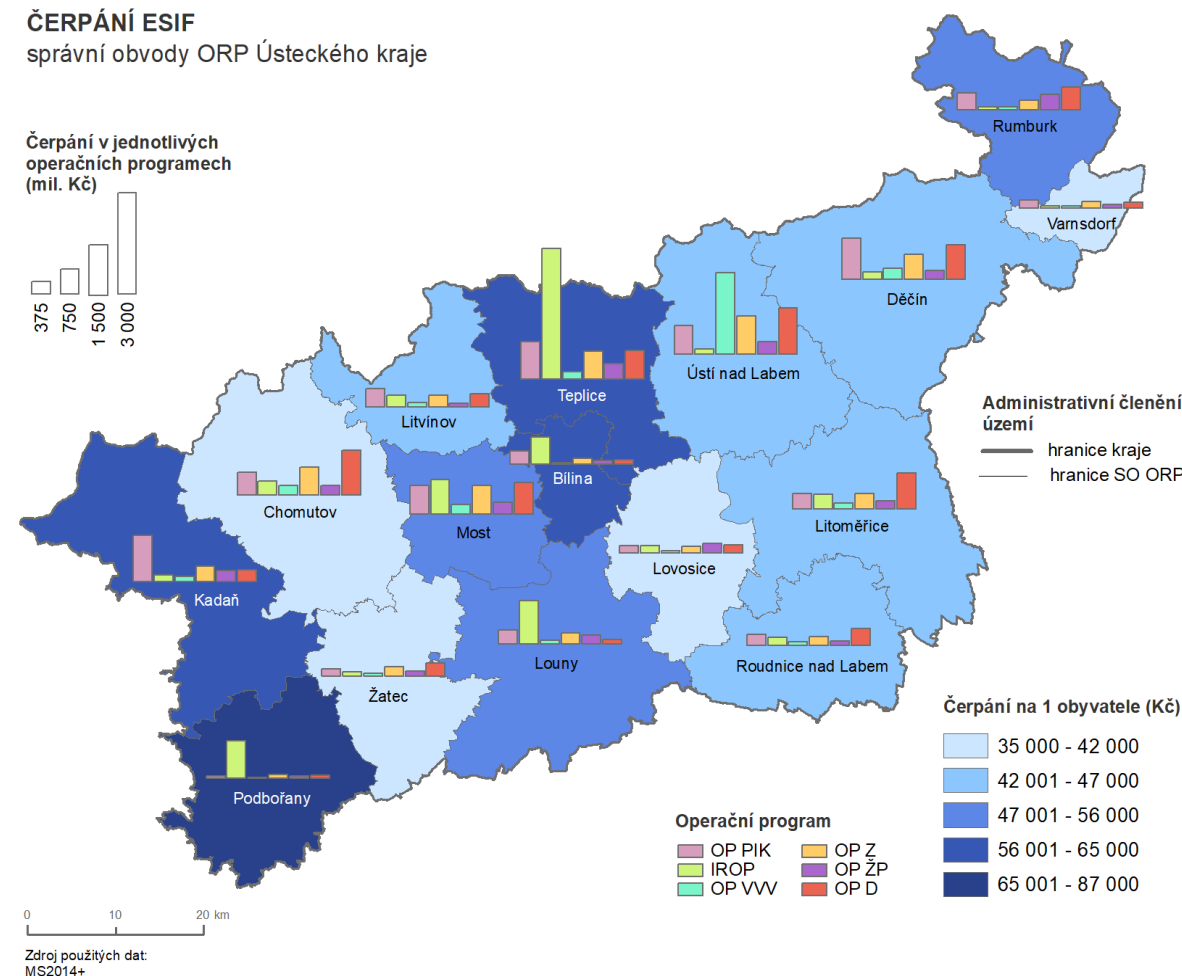 ČERPÁNÍ ESIF
správní obvody ORP Ústeckého kraje
Čerpání v jednotlivých
operačních programech
(mil. Kč)
375
750
1 500
3 000
Rumburk
Varnsdorf
Děčín
Ústí nad Labem
Teplice
Litvínov
Bilina
Chomutov
Most
Litoměřice
Lovosice
Kadaň
Louny
Roudnice nad Labem
Žatec
Podbořany
Administrativní členění
území
hranice kraje
hranice SO ORP
Čerpání na 1 obyvatele (Kč)
35 000 - 42 000
42 001 - 47 000
47 001 - 56 000
56 001 - 65 000
65 001 - 87 000
Operační program
OP PIK
IROP
OP VVV
OP Z
OP ŽP
OP D
0 10 20 km
Zdroj použitých dat:
MS2014+